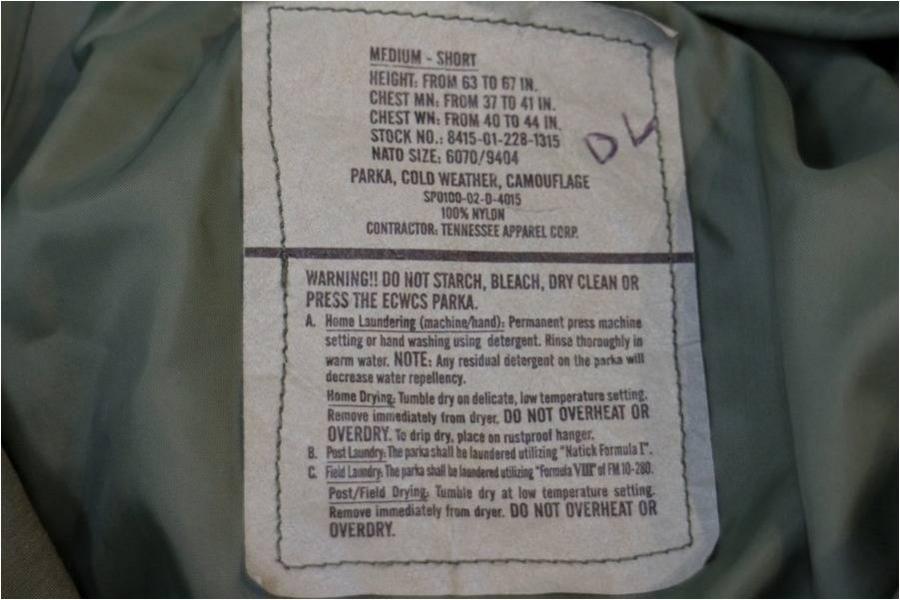 MEDIUM - SHORT
HEIGHT: FROM 63 TO 67 IN.
CHEST MN: FROM 37 TO 41 IN.
CHEST WN: FROM 40 TO 44 IN.
STOCK NO.: 8415-01-228-1315
NATO SIZE: 6070/9404
DL
PARKA, COLD WEATHER, CAMOUFLAGE
SP0100-02-D-4015
100% NYLON
CONTRACTOR: TENNESSEE APPAREL CORP.
WARNING!! DO NOT STARCH, BLEACH, DRY CLEAN OR
PRESS THE ECWCS PARKA.
A. Home Laundering (machine/hand): Permanent press machine
setting or hand washing using detergent. Rinse thoroughly in
warm water. NOTE: Any residual detergent on the parka will
decrease water repellency.
Home Drying: Tumble dry on delicate, low temperature setting.
Remove immediately from dryer. DO NOT OVERHEAT OR
OVERDRY. To drip dry, place on rustproof hanger.
B. Post Laundry: The parka shall be laundered utilizing "Natick Formula I".
C. Field Laundry: The parka shall be laundered utilizing "Formula VIII" of FM 10-280.
Post/Field Drying: Tumble dry at low temperature setting.
Remove immediately from dryer. DO NOT OVERHEAT OR
OVERDRY.